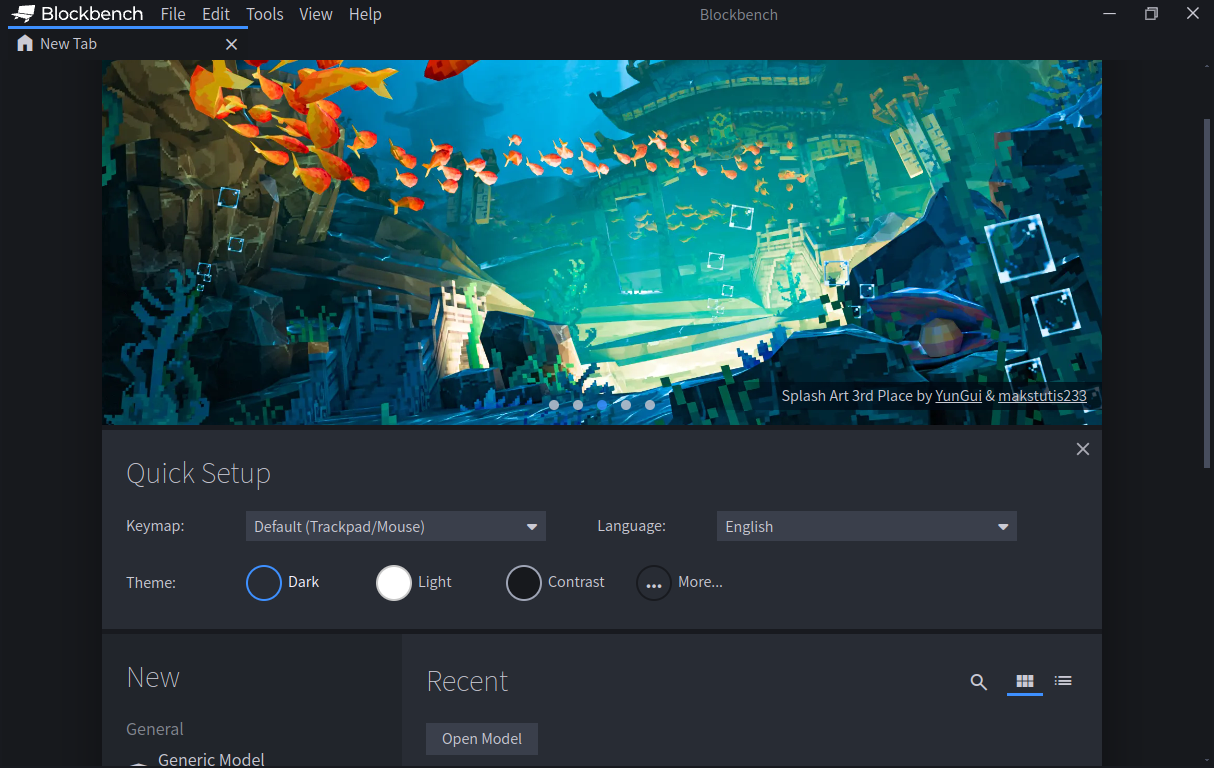 Blockbench File Edit Tools View Help Blockbench
New Tab
Splash Art 3rd Place by YunGui & makstutis233
Quick Setup
Keymap: Default (Trackpad/Mouse) Language: English
Theme: Dark Light Contrast ... More...
New
Recent
General
Open Model
Generic Model